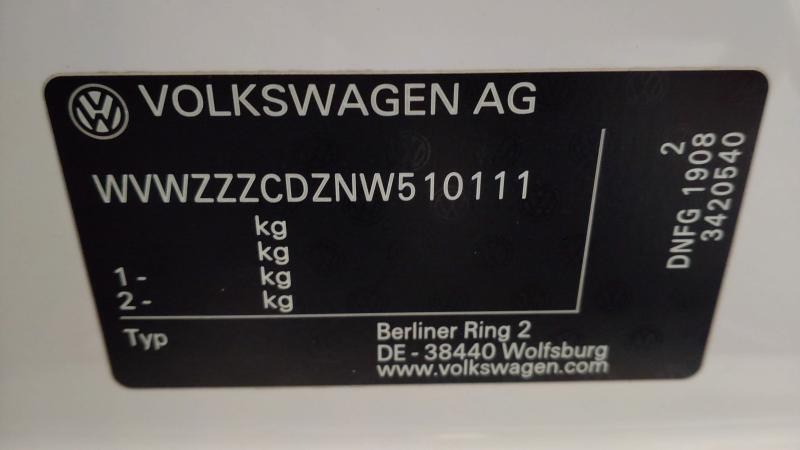 VOLKSWAGEN AG
WVWZZZCDZNW510111
kg
kg
1- kg
2- kg
Typ
Berliner Ring 2
DE - 38440 Wolfsburg
www.volkswagen.com
2
DNFG 1908
3420540